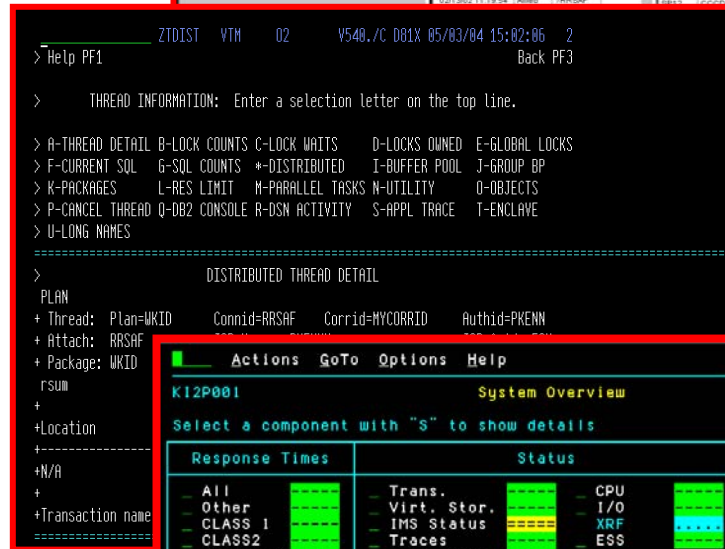 ZTDIST VTM O2 V540./C D81X 05/03/04 15:02:06 2
> Help PF1 Back PF3
> THREAD INFORMATION: Enter a selection letter on the top line.
> A-THREAD DETAIL B-LOCK COUNTS C-LOCK WAITS D-LOCKS OWNED E-GLOBAL LOCKS
> F-CURRENT SQL G-SQL COUNTS *-DISTRIBUTED I-BUFFER POOL J-GROUP BP
> K-PACKAGES L-RES LIMIT M-PARALLEL TASKS N-UTILITY O-OBJECTS
> P-CANCEL THREAD Q-DB2 CONSOLE R-DSN ACTIVITY S-APPL TRACE T-ENCLAVE
> U-LONG NAMES
> DISTRIBUTED THREAD DETAIL
PLAN
+ Thread: Plan=WKID Connid=RRSAF Corrid=MYCORRID Authid=PKENN
+ Attach: RRSAF
+ Package: WKID
rsum
+
+Location
+----------
+N/A
+
+Transaction name
Actions GoTo Options Help
KI2P001 System Overview
Select a component with "S" to show details
Response Times Status
_ All ----- _ Trans. ----- _ CPU -----
_ Other ----- _ Virt. Stor. ----- _ I/O -----
_ CLASS 1 ----- _ IMS Status ===== XRF .....
_ CLASS2 ----- _ Traces ----- _ ESS -----